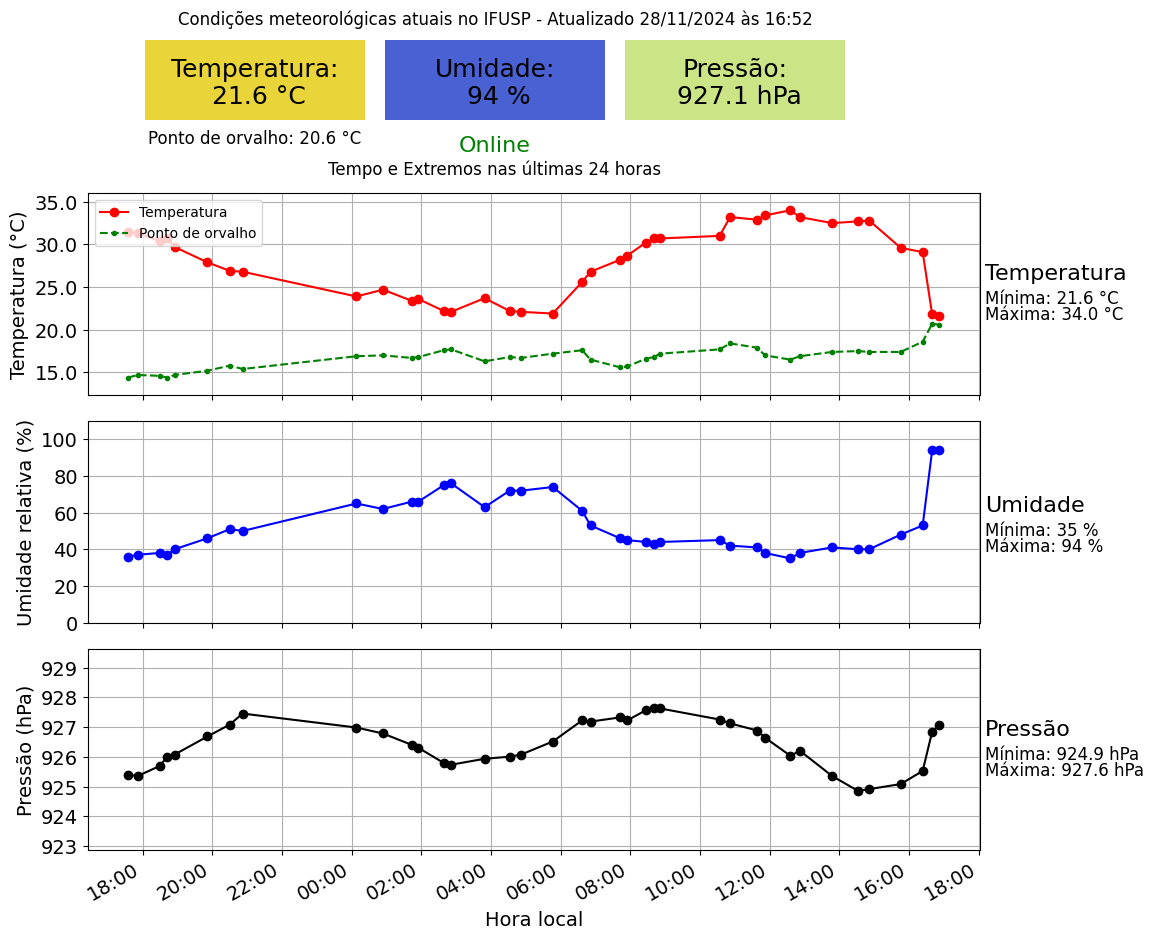 Condições meteorológicas atuais no IFUSP - Atualizado 28/11/2024 às 16:52
Temperatura:
21.6 °C
Umidade:
94 %
Pressão:
927.1 hPa
Ponto de orvalho: 20.6 °C
Online
Tempo e Extremos nas últimas 24 horas
Temperatura (°C)
35.0
30.0
25.0
20.0
15.0
Temperatura
Ponto de orvalho
Temperatura
Mínima: 21.6 °C
Máxima: 34.0 °C
Umidade relativa (%)
100
80
60
40
20
0
Umidade
Mínima: 35 %
Máxima: 94 %
Pressão (hPa)
929
928
927
926
925
924
923
Pressão
Mínima: 924.9 hPa
Máxima: 927.6 hPa
18:00 20:00 22:00 00:00 02:00 04:00 06:00 08:00 10:00 12:00 14:00 16:00 18:00
Hora local